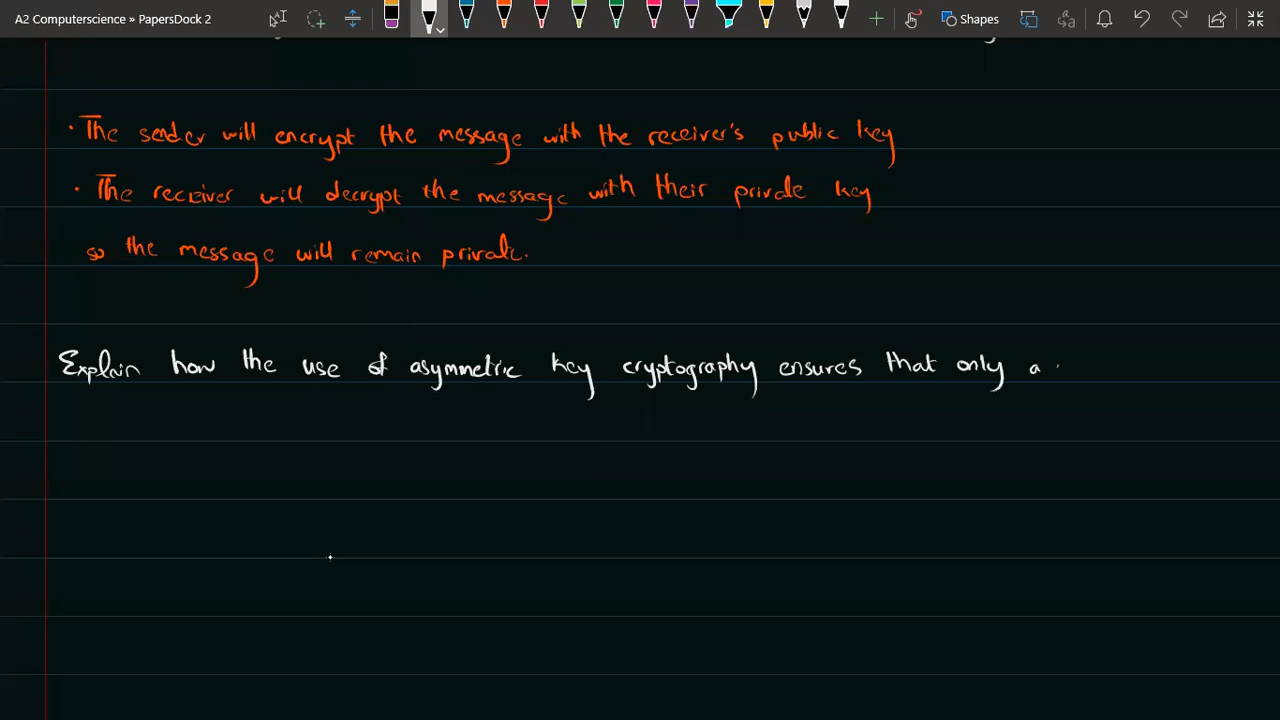 A2 Computerscience » PapersDock 2
Shapes
· The sender will encrypt the message with the receiver's public key
· The receiver will decrypt the message with their private key
so the message will remain private.
Explain how the use of asymmetric key cryptography ensures that only a